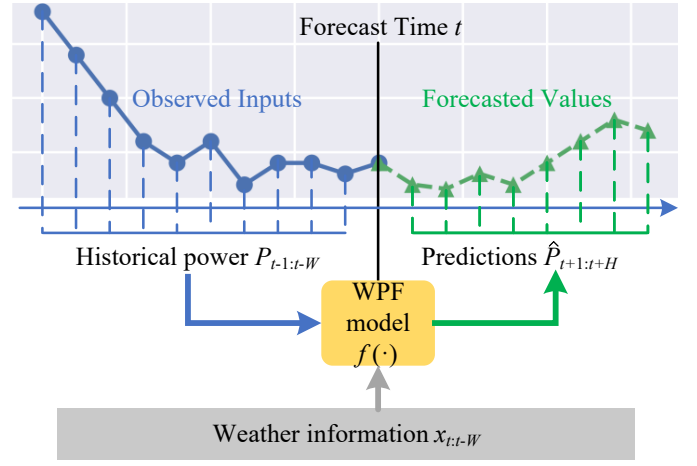 Forecast Time t
Observed Inputs
Forecasted Values
Historical power P_{t-1:t-W}
Predictions P̂_{t+1:t+H}
WPF
model
f(·)
Weather information x_{t:t-W}